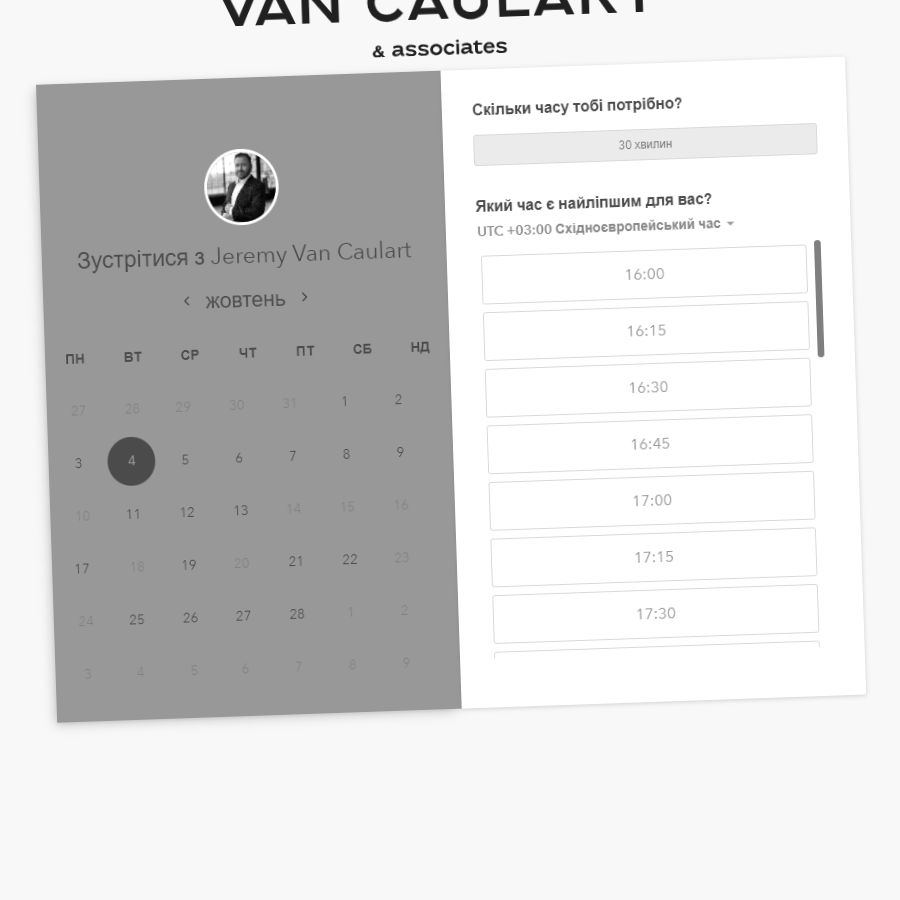 VAN CAULART
& associates
Зустрітися з Jeremy Van Caulart
‹ жовтень ›
ПН ВТ СР ЧТ ПТ СБ НД
27 28 29 30 31 1 2
3 4 5 6 7 8 9
10 11 12 13 14 15 16
17 18 19 20 21 22 23
24 25 26 27 28 1 2
3 4 5 6 7 8 9
Скільки часу тобі потрібно?
30 хвилин
Який час є найліпшим для вас?
UTC +03:00 Східноєвропейський час
16:00
16:15
16:30
16:45
17:00
17:15
17:30